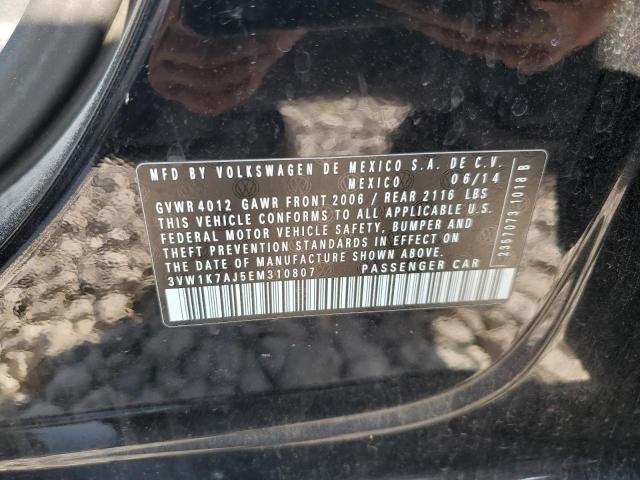 MFD BY VOLKSWAGEN DE MEXICO S.A. DE C.V.
MEXICO 06/14
GVWR 4012 GAWR FRONT 2006 / REAR 2116 LBS
THIS VEHICLE CONFORMS TO ALL APPLICABLE U.S.
FEDERAL MOTOR VEHICLE SAFETY, BUMPER AND
THEFT PREVENTION STANDARDS IN EFFECT ON
THE DATE OF MANUFACTURE SHOWN ABOVE.
3VW1K7AJ5EM310807 PASSENGER CAR
2367073 1018 B